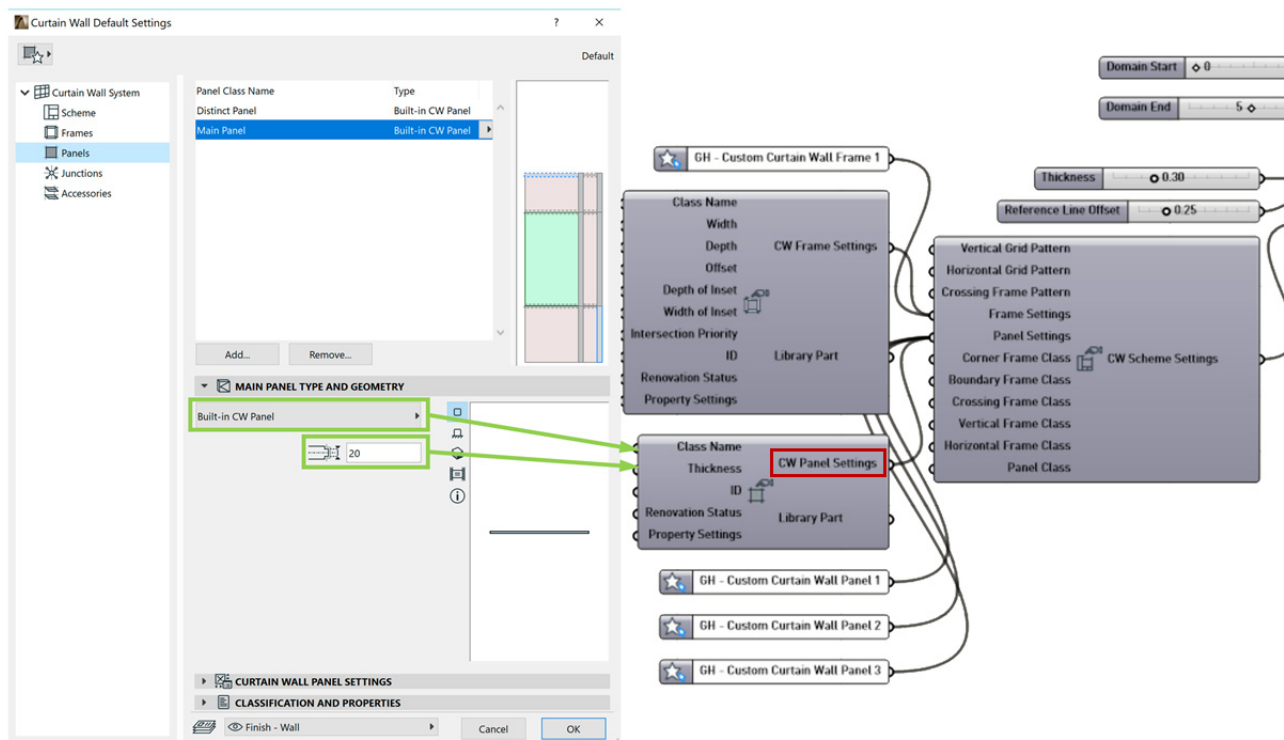 Curtain Wall Default Settings
?
Default
Curtain Wall System
Scheme
Frames
Panels
Junctions
Accessories
Panel Class Name Type
Distinct Panel Built-in CW Panel
Main Panel Built-in CW Panel
Add... Remove...
MAIN PANEL TYPE AND GEOMETRY
Built-in CW Panel
20
CURTAIN WALL PANEL SETTINGS
CLASSIFICATION AND PROPERTIES
Finish - Wall
Cancel
OK
Domain Start 0
Domain End 5
GH - Custom Curtain Wall Frame 1
Thickness 0.30
Reference Line Offset 0.25
Class Name
Width
Depth
Offset
Depth of Inset
Width of Inset
Intersection Priority
ID
Renovation Status
Property Settings
CW Frame Settings
Library Part
Vertical Grid Pattern
Horizontal Grid Pattern
Crossing Frame Pattern
Frame Settings
Panel Settings
Corner Frame Class
Boundary Frame Class
Crossing Frame Class
Vertical Frame Class
Horizontal Frame Class
Panel Class
CW Scheme Settings
Class Name
Thickness
ID
Renovation Status
Property Settings
CW Panel Settings
Library Part
GH - Custom Curtain Wall Panel 1
GH - Custom Curtain Wall Panel 2
GH - Custom Curtain Wall Panel 3